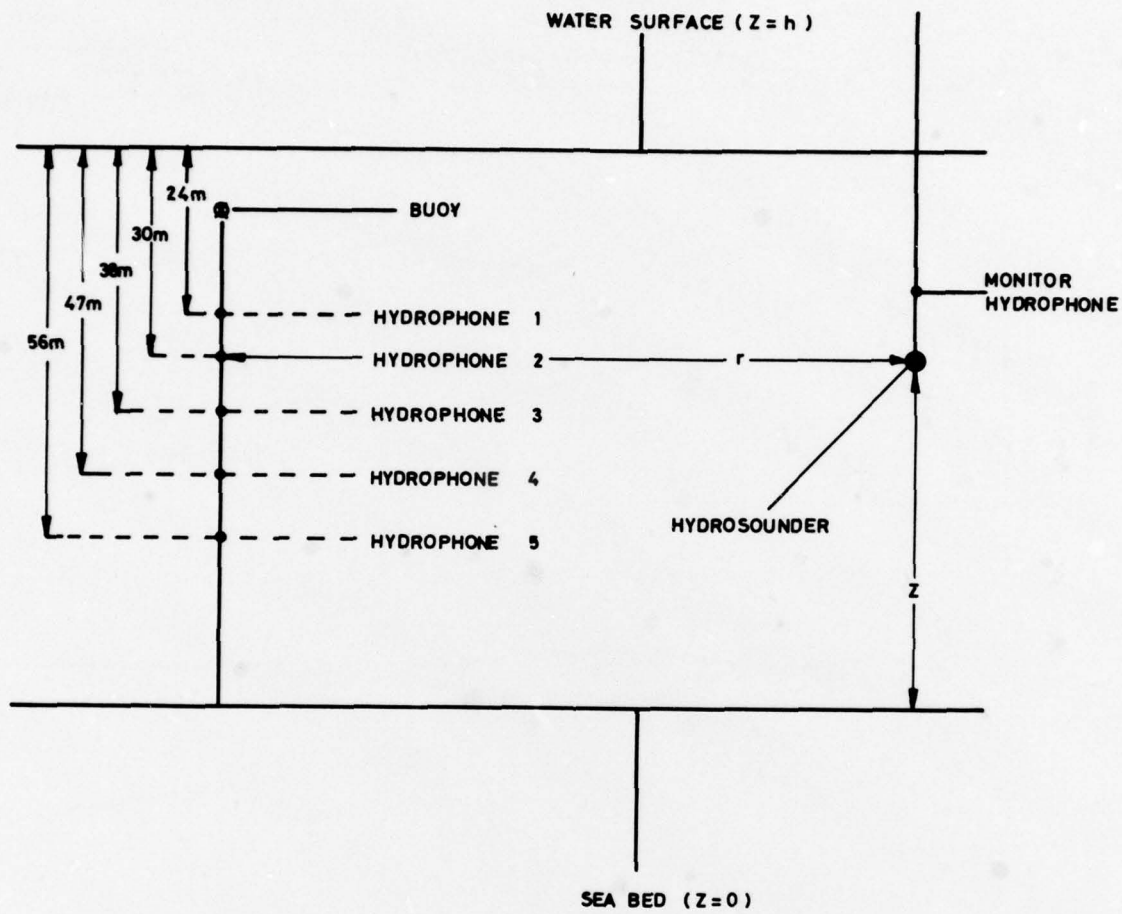 WATER SURFACE (Z=h)
24m
BUOY
30m
38m
47m
56m
MONITOR
HYDROPHONE
HYDROPHONE 1
HYDROPHONE 2
r
HYDROPHONE 3
HYDROPHONE 4
HYDROSOUNDER
HYDROPHONE 5
Z
SEA BED (Z=0)